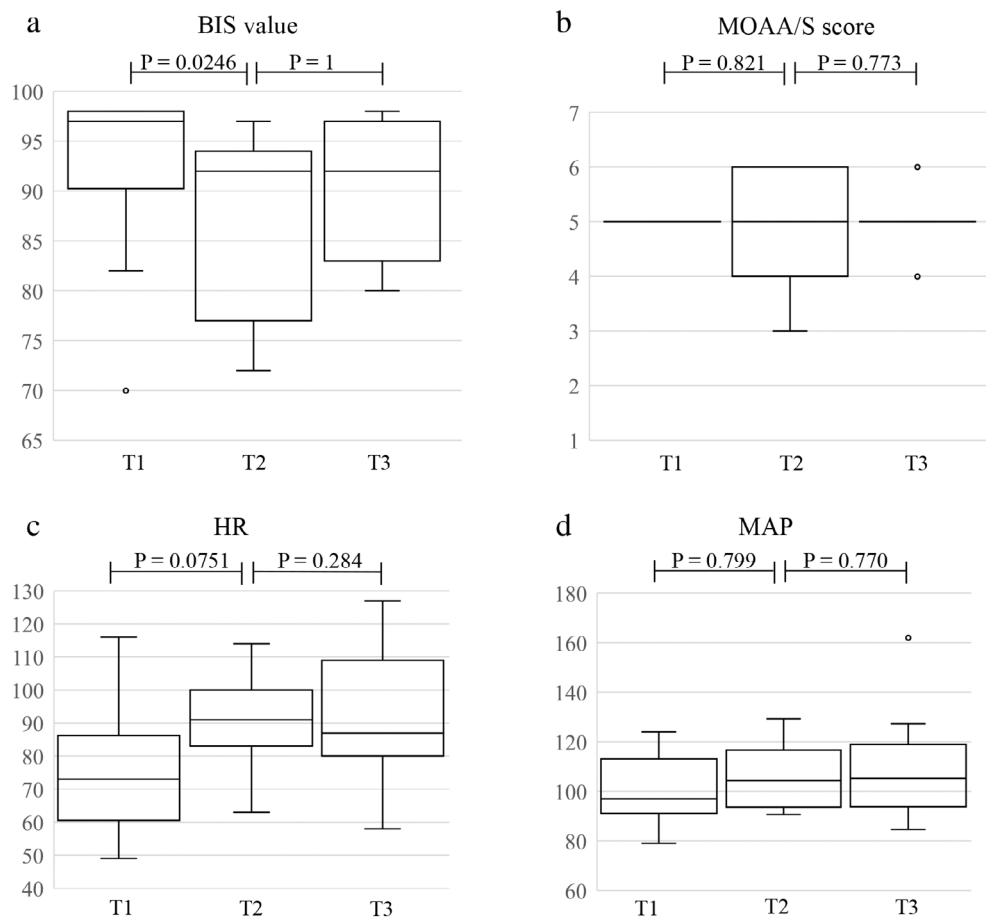 a
BIS value
P = 0.0246
P = 1
100
95
90
85
80
75
70
65
T1
T2
T3
b
MOAA/S score
P = 0.821
P = 0.773
7
6
5
4
3
2
1
T1
T2
T3
c
HR
P = 0.0751
P = 0.284
130
120
110
100
90
80
70
60
50
40
T1
T2
T3
d
MAP
P = 0.799
P = 0.770
180
160
140
120
100
80
60
T1
T2
T3